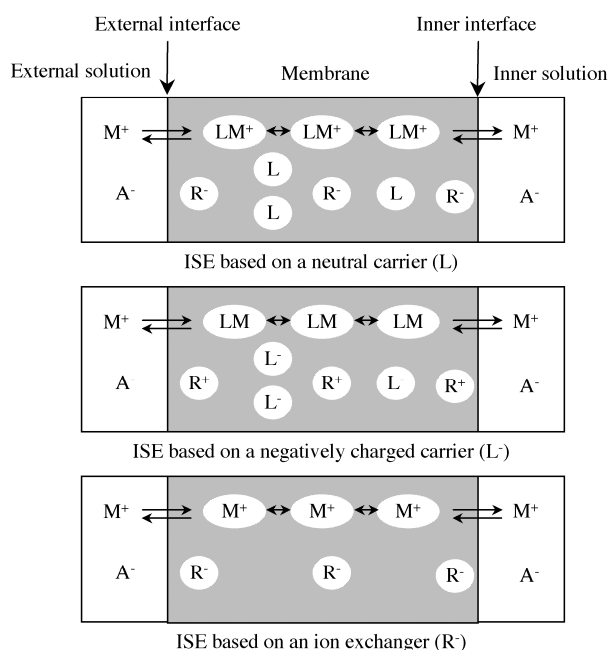 External interface Inner interface
External solution Membrane Inner solution
M⁺ LM⁺ LM⁺ LM⁺ M⁺
L
A⁻ R⁻ R⁻ L R⁻ A⁻
L
ISE based on a neutral carrier (L)
M⁺ LM LM LM M⁺
L⁻
A R⁺ R⁺ L R⁺ A⁻
L⁻
ISE based on a negatively charged carrier (L⁻)
M⁺ M⁺ M⁺ M⁺ M⁺
A⁻ R⁻ R⁻ R⁻ A⁻
ISE based on an ion exchanger (R⁻)